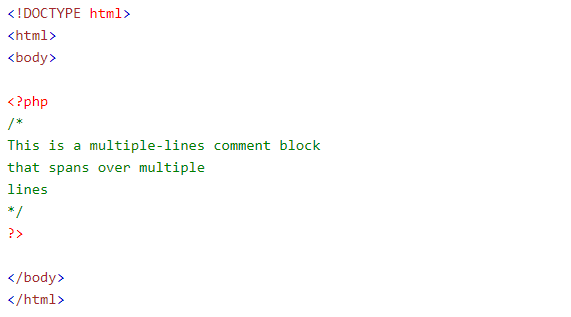 <!DOCTYPE html>
<html>
<body>
<?php
/*
This is a multiple-lines comment block
that spans over multiple
lines
*/
?>
</body>
</html>